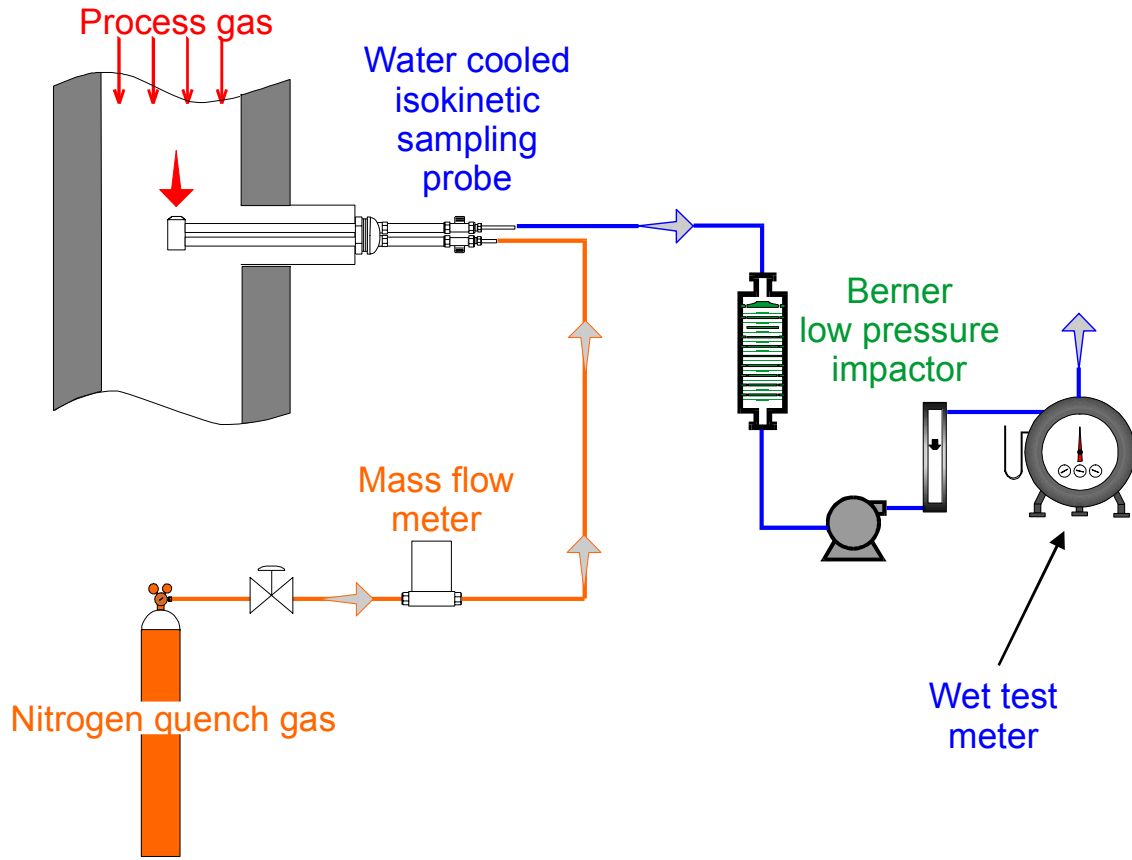 Process gas
Water cooled
isokinetic
sampling
probe
Berner
low pressure
impactor
Mass flow
meter
Nitrogen quench gas
Wet test
meter